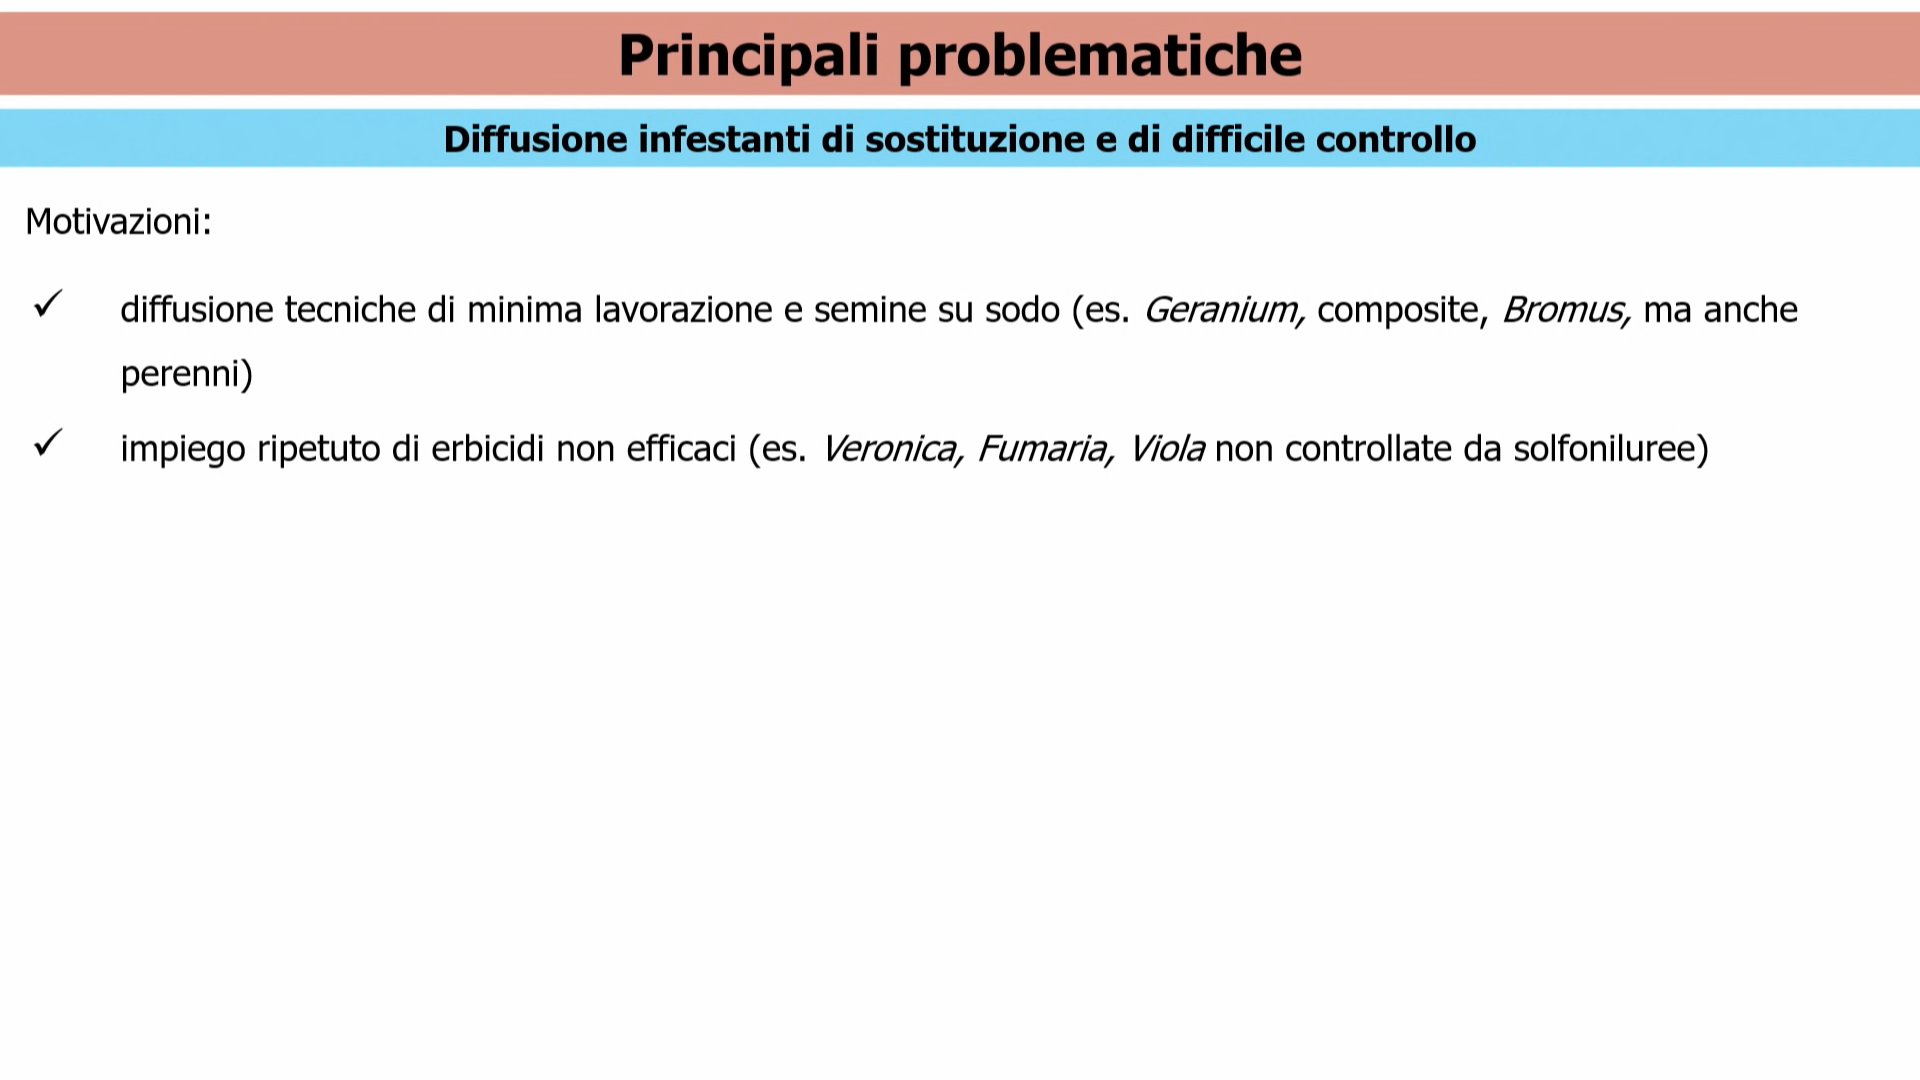 Principali problematiche
Diffusione infestanti di sostituzione e di difficile controllo
Motivazioni:
✓ diffusione tecniche di minima lavorazione e semine su sodo (es. Geranium, composite, Bromus, ma anche
perenni)
✓ impiego ripetuto di erbicidi non efficaci (es. Veronica, Fumaria, Viola non controllate da solfoniluree)